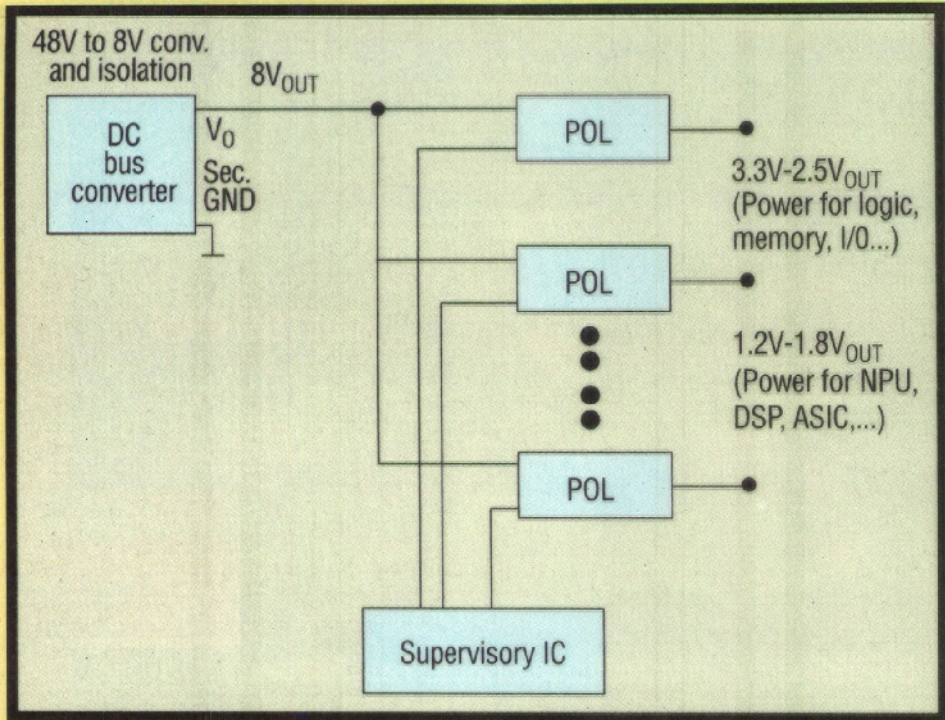 48V to 8V conv.
and isolation
8VOUT
DC
bus
converter
VO
Sec.
GND
POL
3.3V-2.5VOUT
(Power for logic,
memory, I/0...)
POL
1.2V-1.8VOUT
(Power for NPU,
DSP, ASIC,...)
POL
Supervisory IC